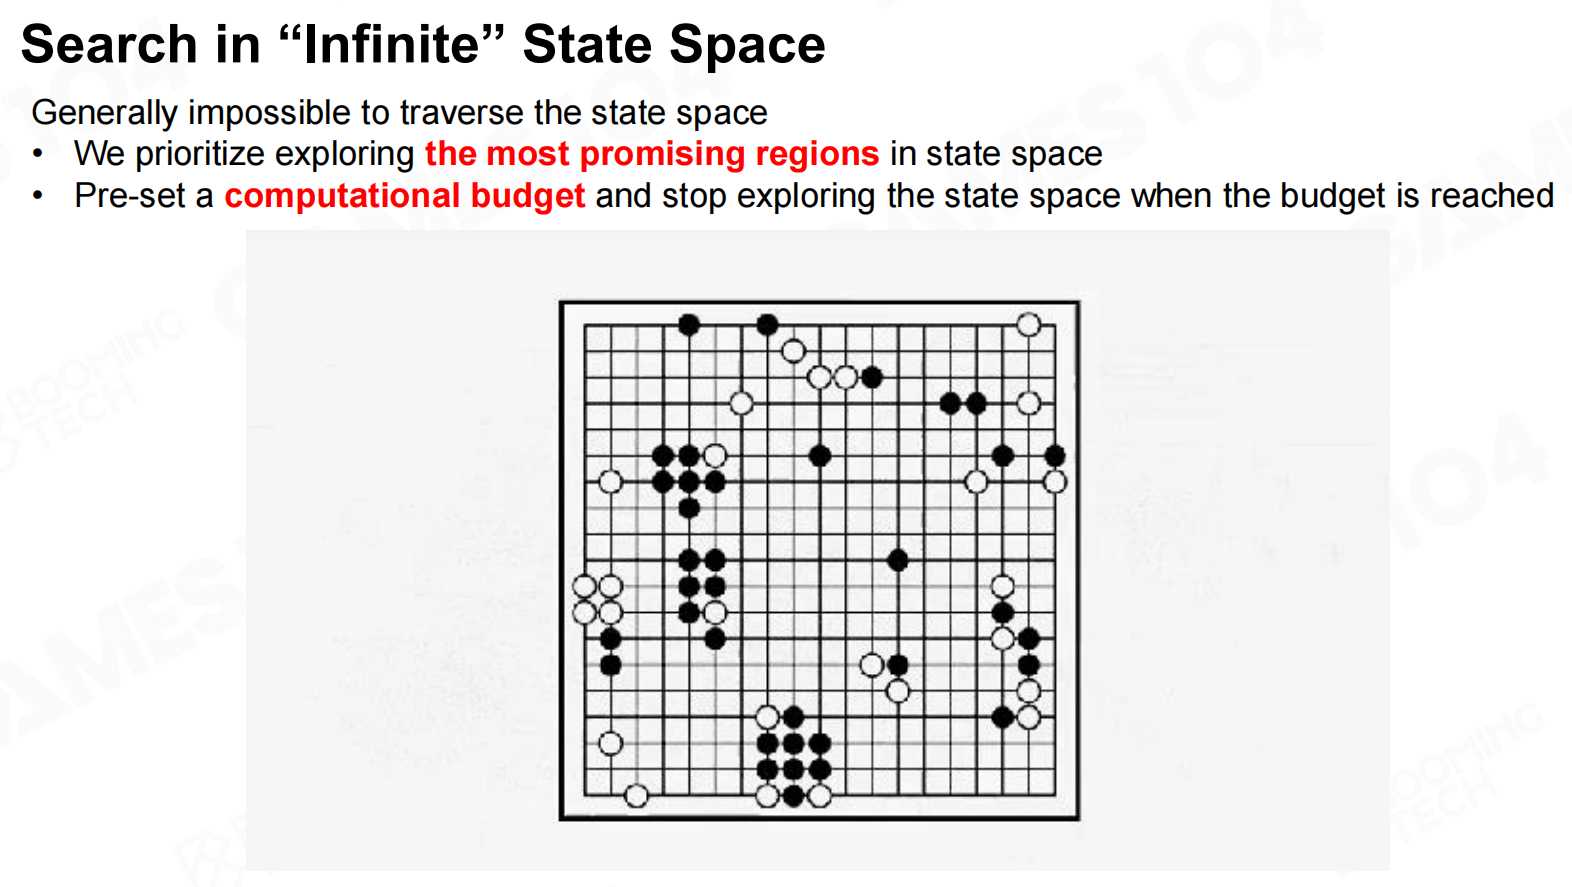 Search in “Infinite” State Space
Generally impossible to traverse the state space
• We prioritize exploring the most promising regions in state space
• Pre-set a computational budget and stop exploring the state space when the budget is reached
GAMES104
BOOMING
TECH
GAMES104
GAMES104
BOOMING
TECH